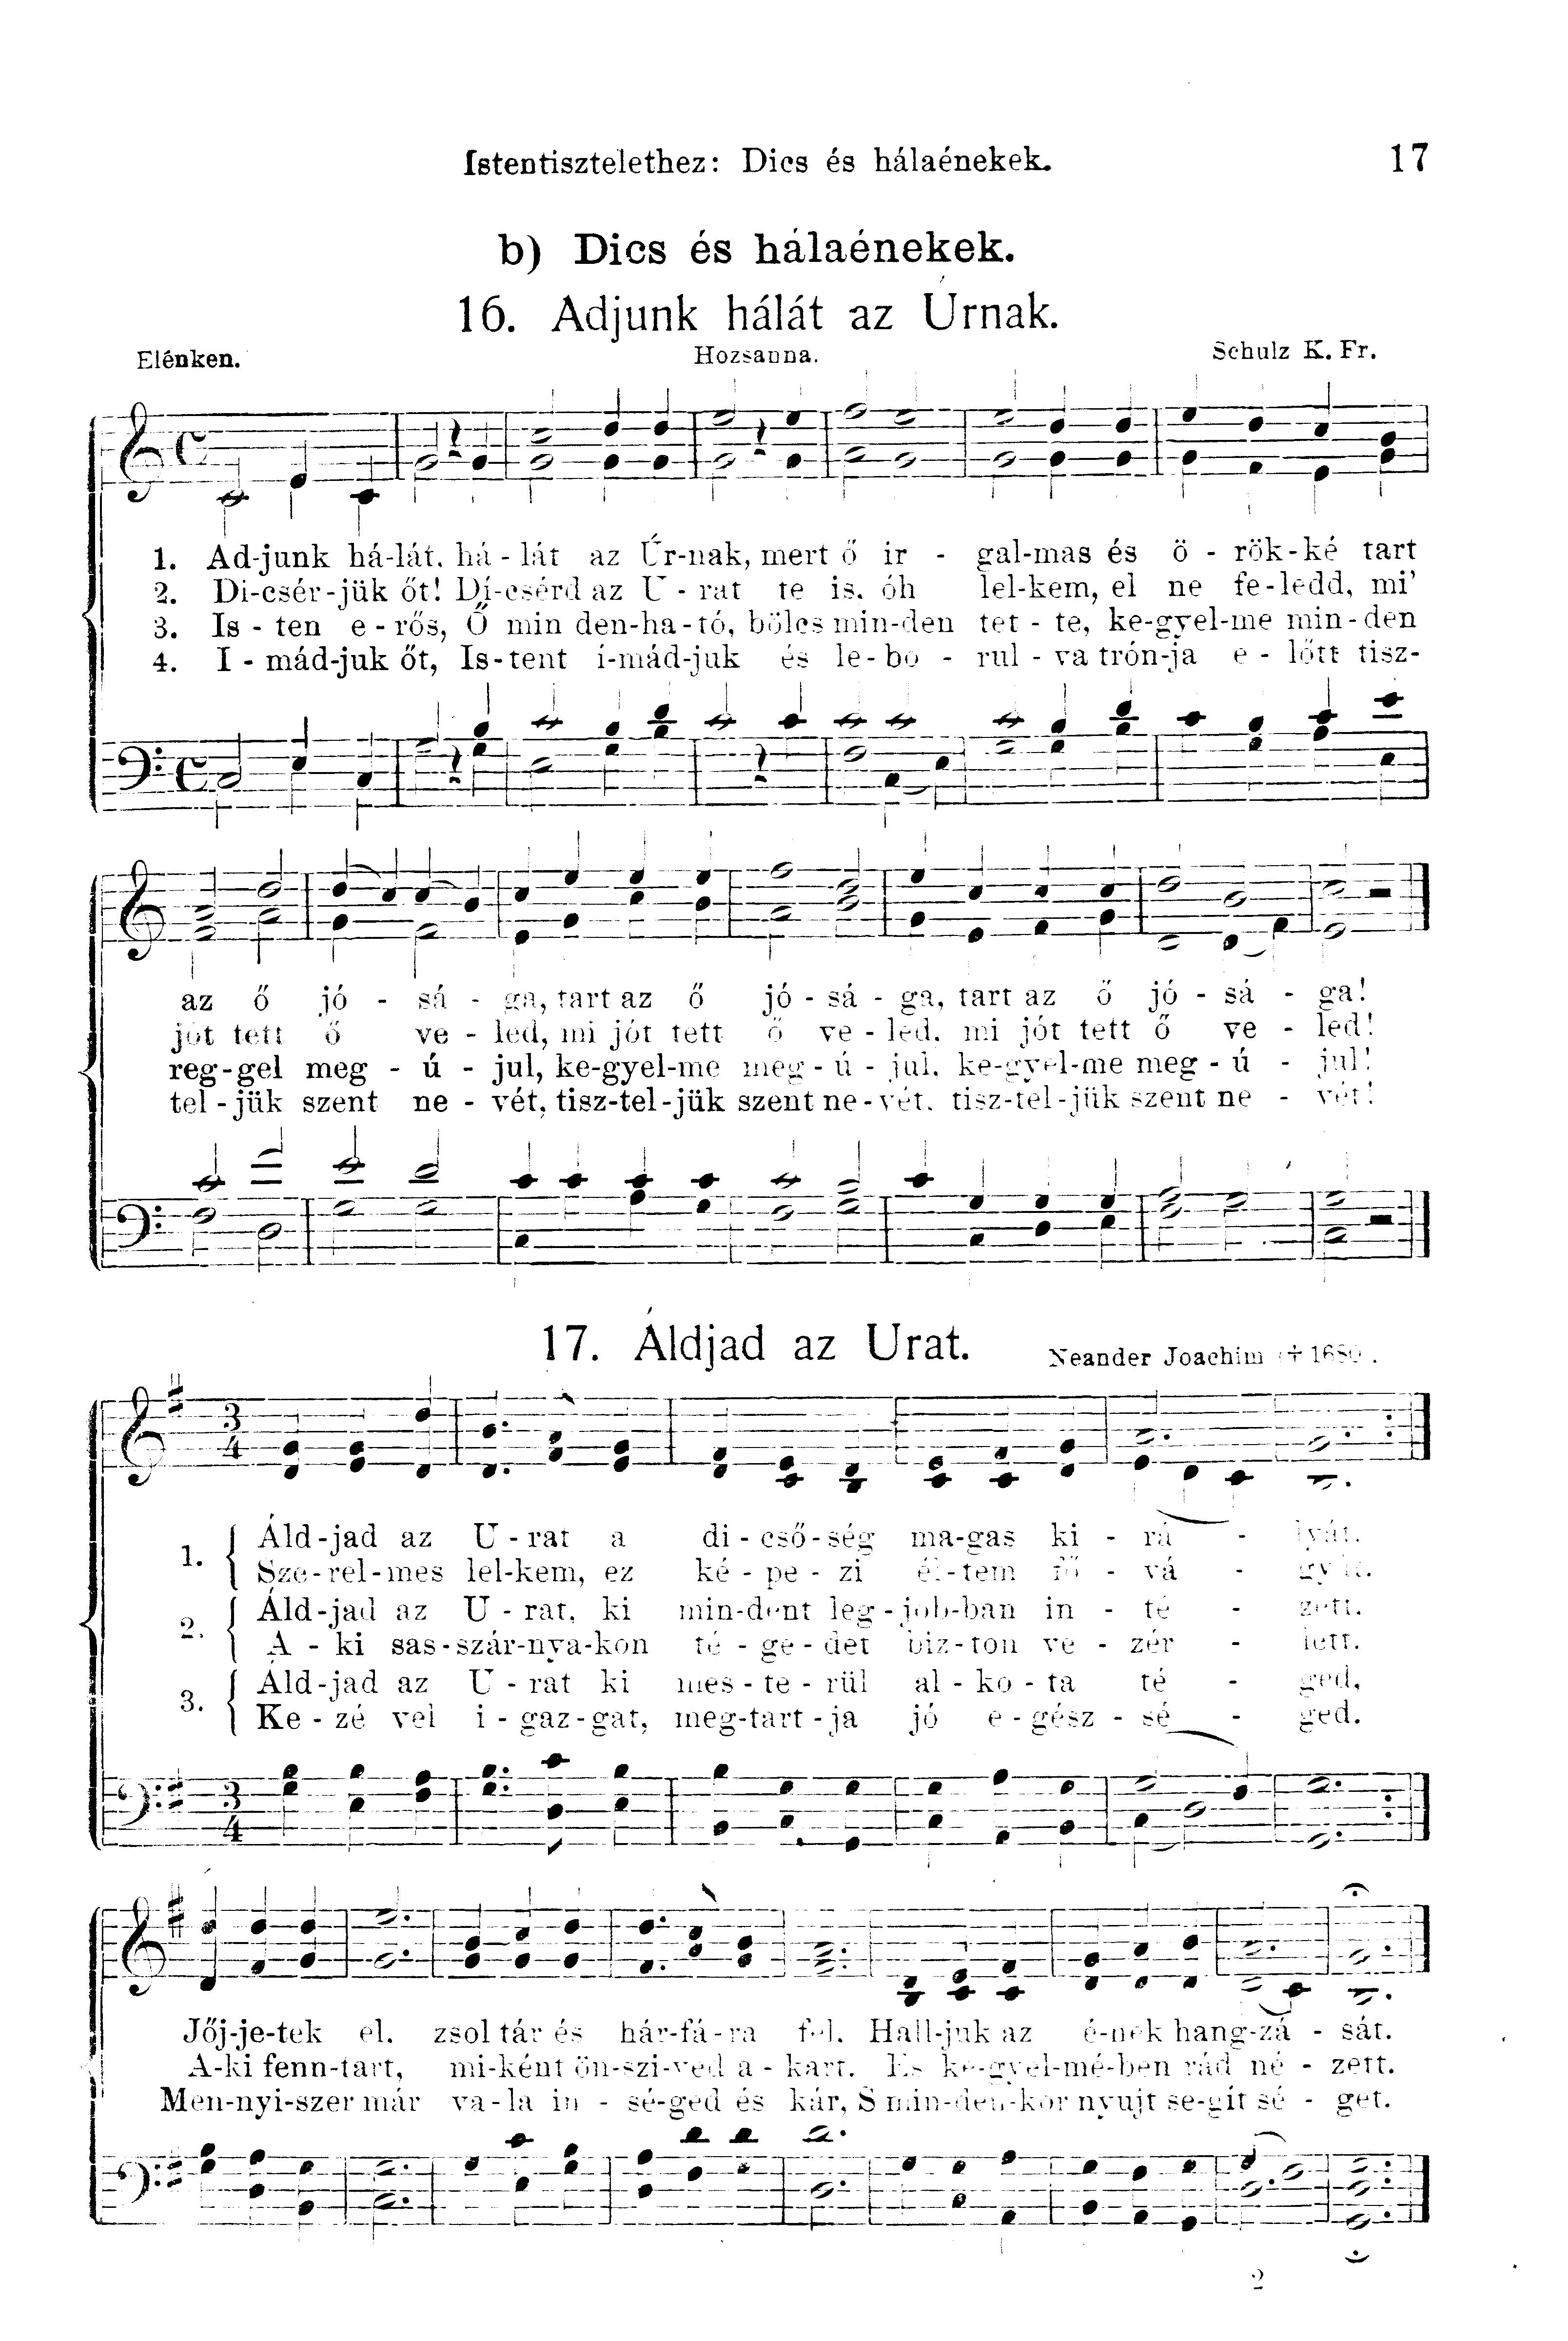 Istentisztelethez: Dics és hálaénekek. 17
b) Dics és hálaénekek.
16. Adjunk hálát az Úrnak.
Elénken. Hozsanna. Schulz K. Fr.
1. Ad-junk há-lát, há - lát az Úr-nak, mert ő ir - gal-mas és ö - rök-ké tart
2. Di-csér-jük őt! Di-csérd az U - rat te is, óh lel-kem, el ne fe-ledd, mi'
3. Is - ten e - rős, Ő min den-ha-tó, bölcs min-den tet - te, ke-gyel-me min-den
4. I - mád-juk őt, Is-tent i-mád-juk és le-bo - rul - va trón-ja e - lőtt tisz-
az ő jó - sá - ga, tart az ő jó - sá - ga, tart az ő jó - sá - ga!
jót tett ő ve - led, mi jót tett ő ve - led, mi jót tett ő ve - led!
reg-gel meg - ú - jul, ke-gyel-me meg - ú - jul, ke-gyel-me meg - ú - jul!
tel-jük szent ne - vét, tisz-tel-jük szent ne-vét, tisz-tel-jük szent ne - vét!
17. Áldjad az Urat. Neander Joachim
1. Áld-jad az U - rat a di - cső-ség ma-gas ki - rá - lyát.
Sze-rel-mes lel-kem, ez ké - pe - zi él-tem fő - vá -
2. Áld-jad az U - rat, ki min-dent leg-job-ban in - té - zett.
A - ki sas-szár-nya-kon té - ge-det biz-ton ve - zér - lett.
3. Áld-jad az U - rat ki mes - te - rül al - ko - ta té - ged,
Ke - zé vel i - gaz-gat, meg-tart-ja jó e - gész - sé - ged.
Jőj-je-tek el, zsol tár és hár-fá-ra fel. Hall-juk az é-nek hang-zá - sát.
A-ki fenn-tart, mi-ként ön-szi-ved a - kart. És ke-gyel-mé-ben rád né - zett.
Men-nyi-szer már va-la in - sé-ged és kár, S min-den-kor nyujt se-gít sé - get.
2